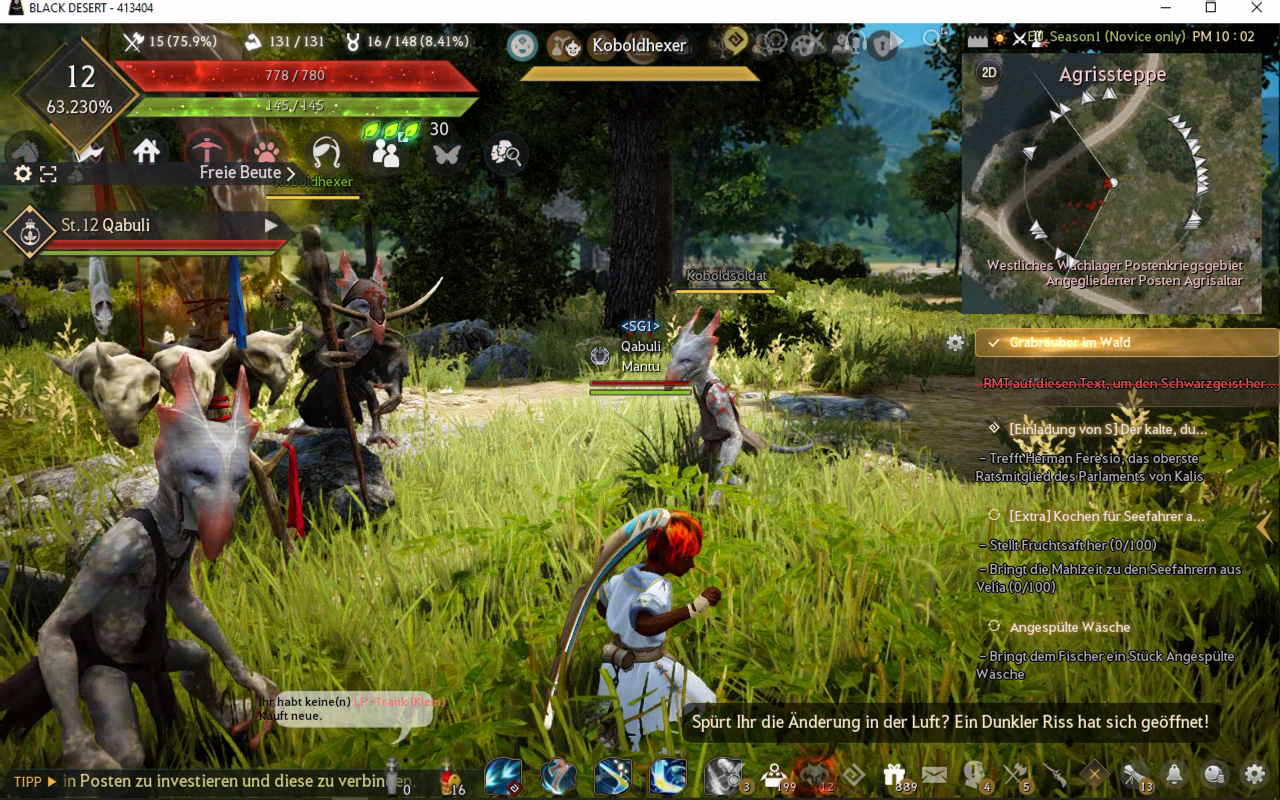 BLACK DESERT - 413404
15 (75.9%)
131 / 131
16 / 148 (8.41%)
Koboldhexer
Season1 (Novice only) PM 10 : 02
12
63.230%
778 / 780
145/145
30
2D
Agrissteppe
Freie Beute
Koboldhexer
St.12 Qabuli
Westliches Wachlager Postenkriegsgebiet
Angegliederter Posten Agrisaltar
Koboldsoldat
<SG1>
Qabuli
Mantu
Grabräuber im Wald
RMT auf diesen Text, um den Schwarzgeist her...
[Einladung von S] Der kalte, du...
– Trefft Herman Feresio, das oberste
Ratsmitglied des Parlaments von Kalis
[Extra] Kochen für Seefahrer a...
– Stellt Fruchtsaft her (0/100)
– Bringt die Mahlzeit zu den Seefahrern aus
Velia (0/100)
Angespülte Wäsche
– Bringt dem Fischer ein Stück Angespülte
Wäsche
Ihr habt keine(n) LP-Trank (Klein)
Kauft neue.
Spürt Ihr die Änderung in der Luft? Ein Dunkler Riss hat sich geöffnet!
TIPP in Posten zu investieren und diese zu verbinden
0
16
3
199
12
839
4
5
13